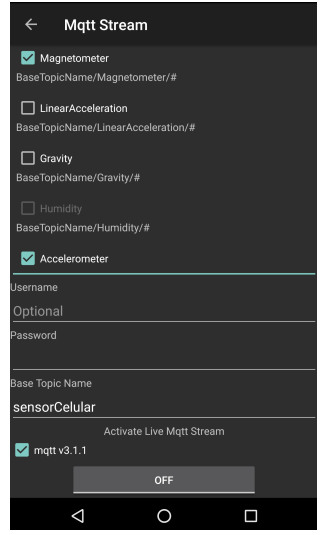 Mqtt Stream
Magnetometer
BaseTopicName/Magnetometer/#
LinearAcceleration
BaseTopicName/LinearAcceleration/#
Gravity
BaseTopicName/Gravity/#
Humidity
BaseTopicName/Humidity/#
Accelerometer
Username
Optional
Password
Base Topic Name
sensorCelular
Activate Live Mqtt Stream
mqtt v3.1.1
OFF